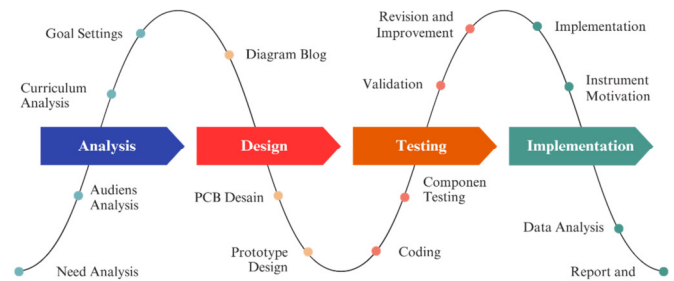 Goal Settings
Curriculum
Analysis
Analysis
Audiens
Analysis
Need Analysis
Diagram Blog
Design
PCB Desain
Prototype
Design
Revision and
Improvement
Validation
Testing
Componen
Testing
Coding
Implementation
Instrument
Motivation
Implementation
Data Analysis
Report and